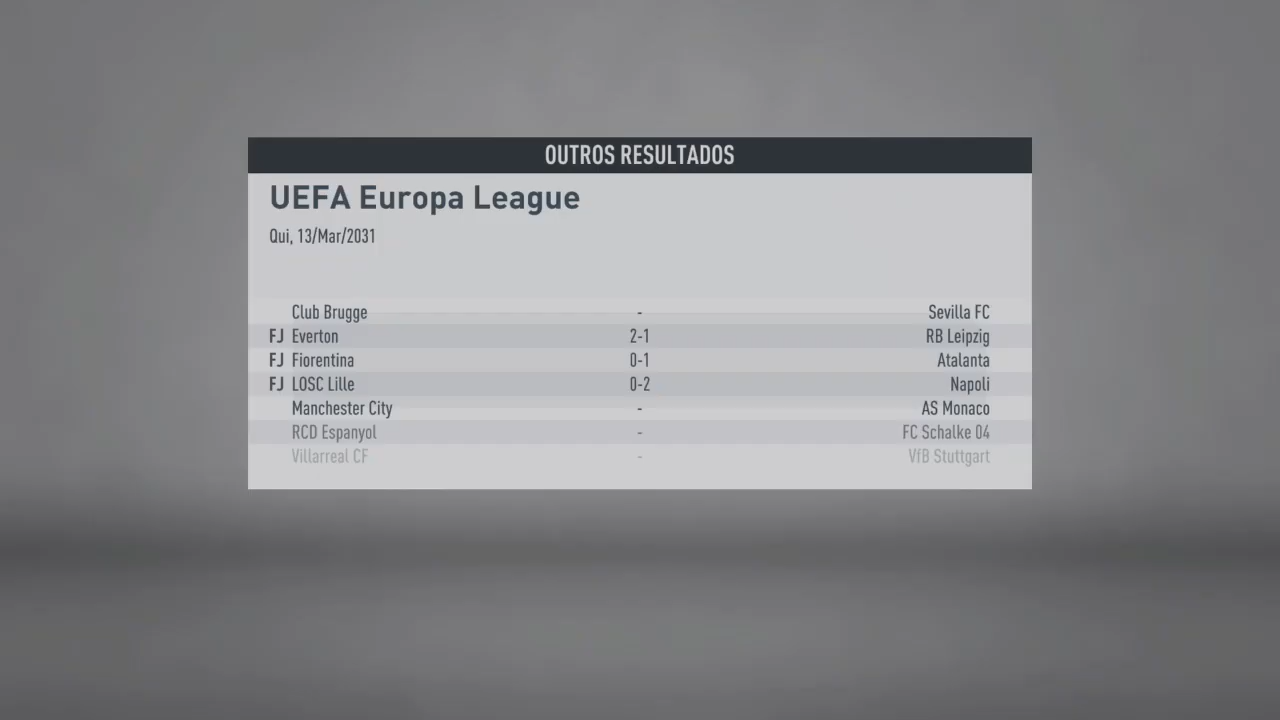 OUTROS RESULTADOS
UEFA Europa League
Qui, 13/Mar/2031
Club Brugge - Sevilla FC
FJ Everton 2-1 RB Leipzig
FJ Fiorentina 0-1 Atalanta
FJ LOSC Lille 0-2 Napoli
Manchester City - AS Monaco
RCD Espanyol - FC Schalke 04
Villarreal CF - VfB Stuttgart